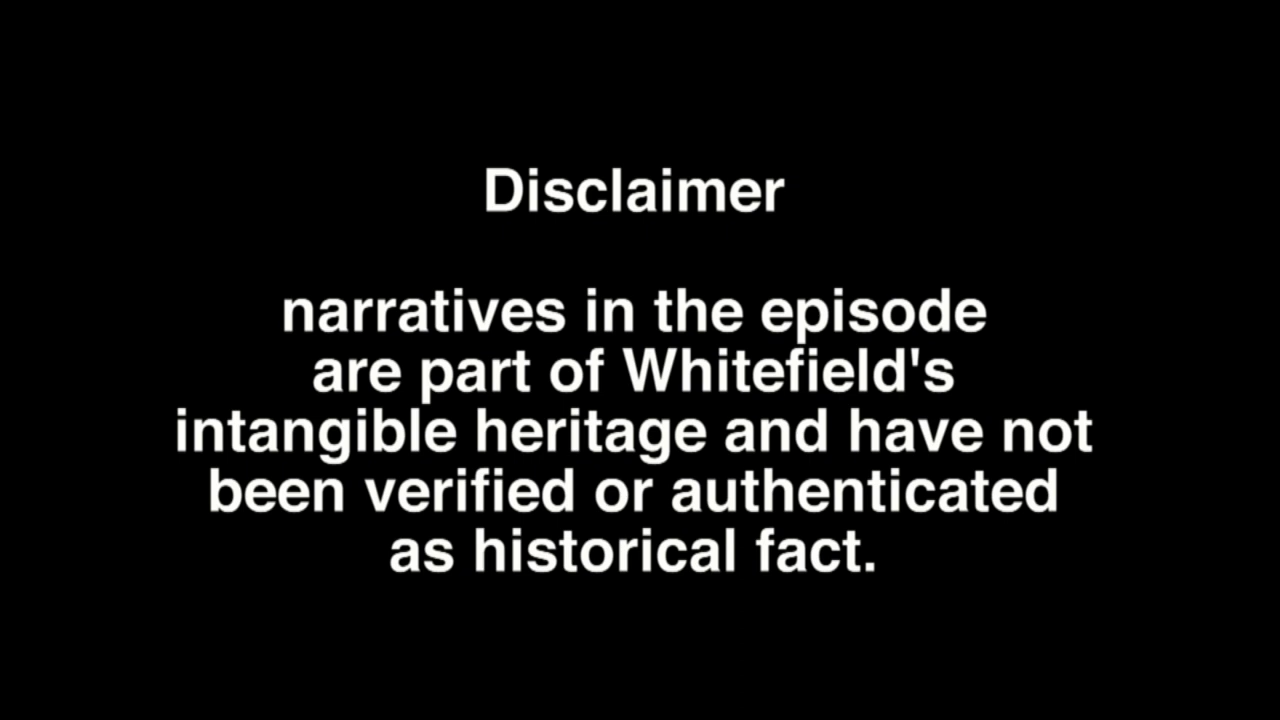 Disclaimer
narratives in the episode
are part of Whitefield's
intangible heritage and have not
been verified or authenticated
as historical fact.